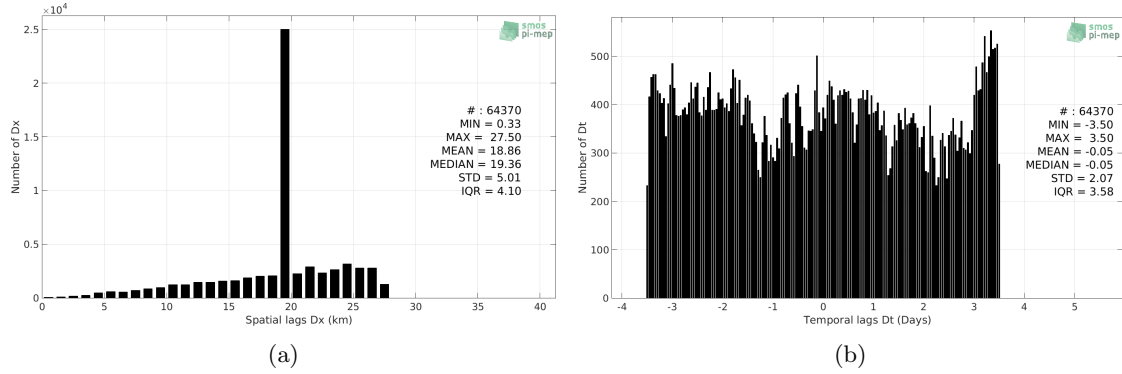 ×10⁴
2.5
2
1.5
1
0.5
0
0 5 10 15 20 25 30 35 40
Number of Dx
Spatial lags Dx (km)
smos
pi-mep
# : 64370
MIN = 0.33
MAX = 27.50
MEAN = 18.86
MEDIAN = 19.36
STD = 5.01
IQR = 4.10
(a)
500
400
300
200
100
0
-4 -3 -2 -1 0 1 2 3 4 5
Number of Dt
Temporal lags Dt (Days)
smos
pi-mep
# : 64370
MIN = -3.50
MAX = 3.50
MEAN = -0.05
MEDIAN = -0.05
STD = 2.07
IQR = 3.58
(b)